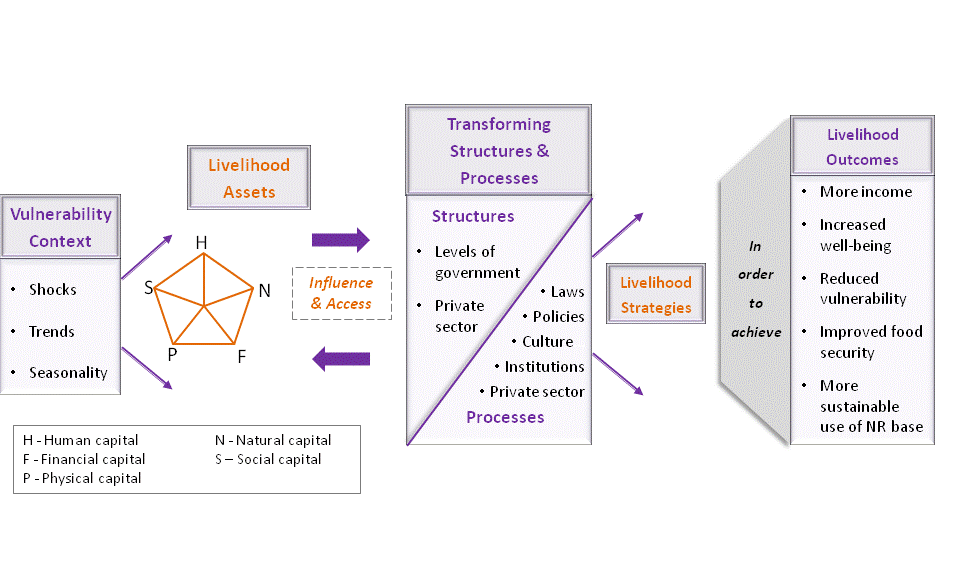 Vulnerability
Context
• Shocks
• Trends
• Seasonality
Livelihood
Assets
H
S
N
P
F
Influence
& Access
Transforming
Structures &
Processes
Structures
• Levels of
government
• Private
sector
• Laws
• Policies
• Culture
• Institutions
• Private sector
Processes
Livelihood
Strategies
In
order
to
achieve
Livelihood
Outcomes
• More income
• Increased
well-being
• Reduced
vulnerability
• Improved food
security
• More
sustainable
use of NR base
H - Human capital
N - Natural capital
F - Financial capital
S – Social capital
P - Physical capital